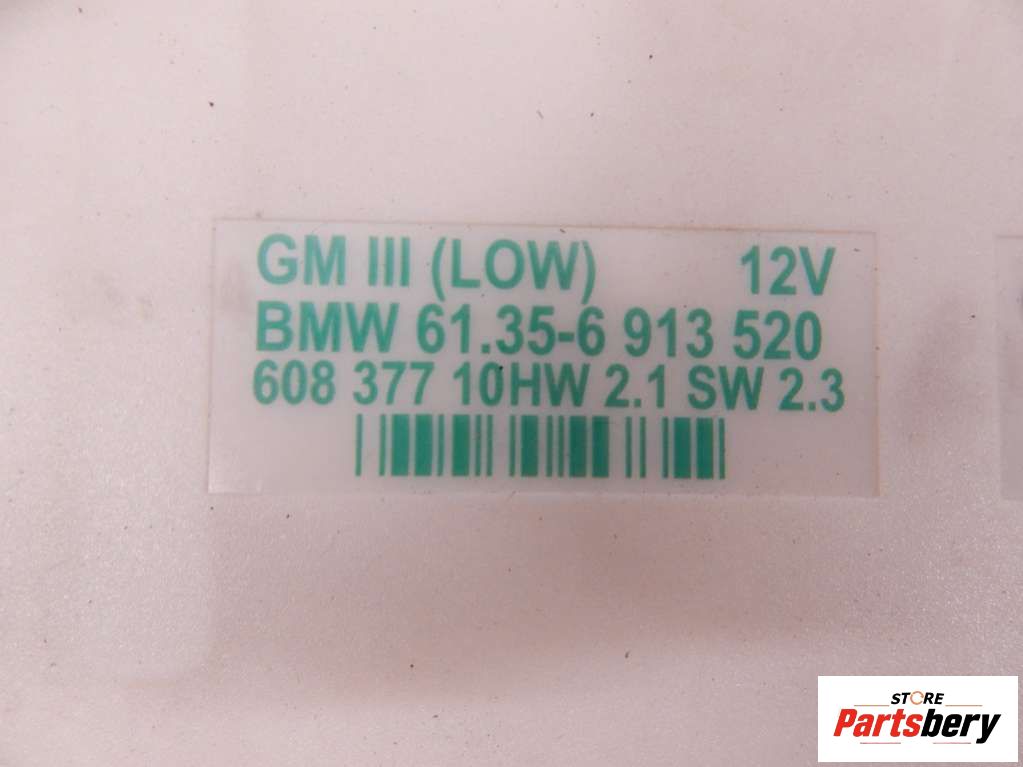 GM III (LOW) 12V
BMW 61.35-6 913 520
608 377 10HW 2.1 SW 2.3
STORE
Partsbery